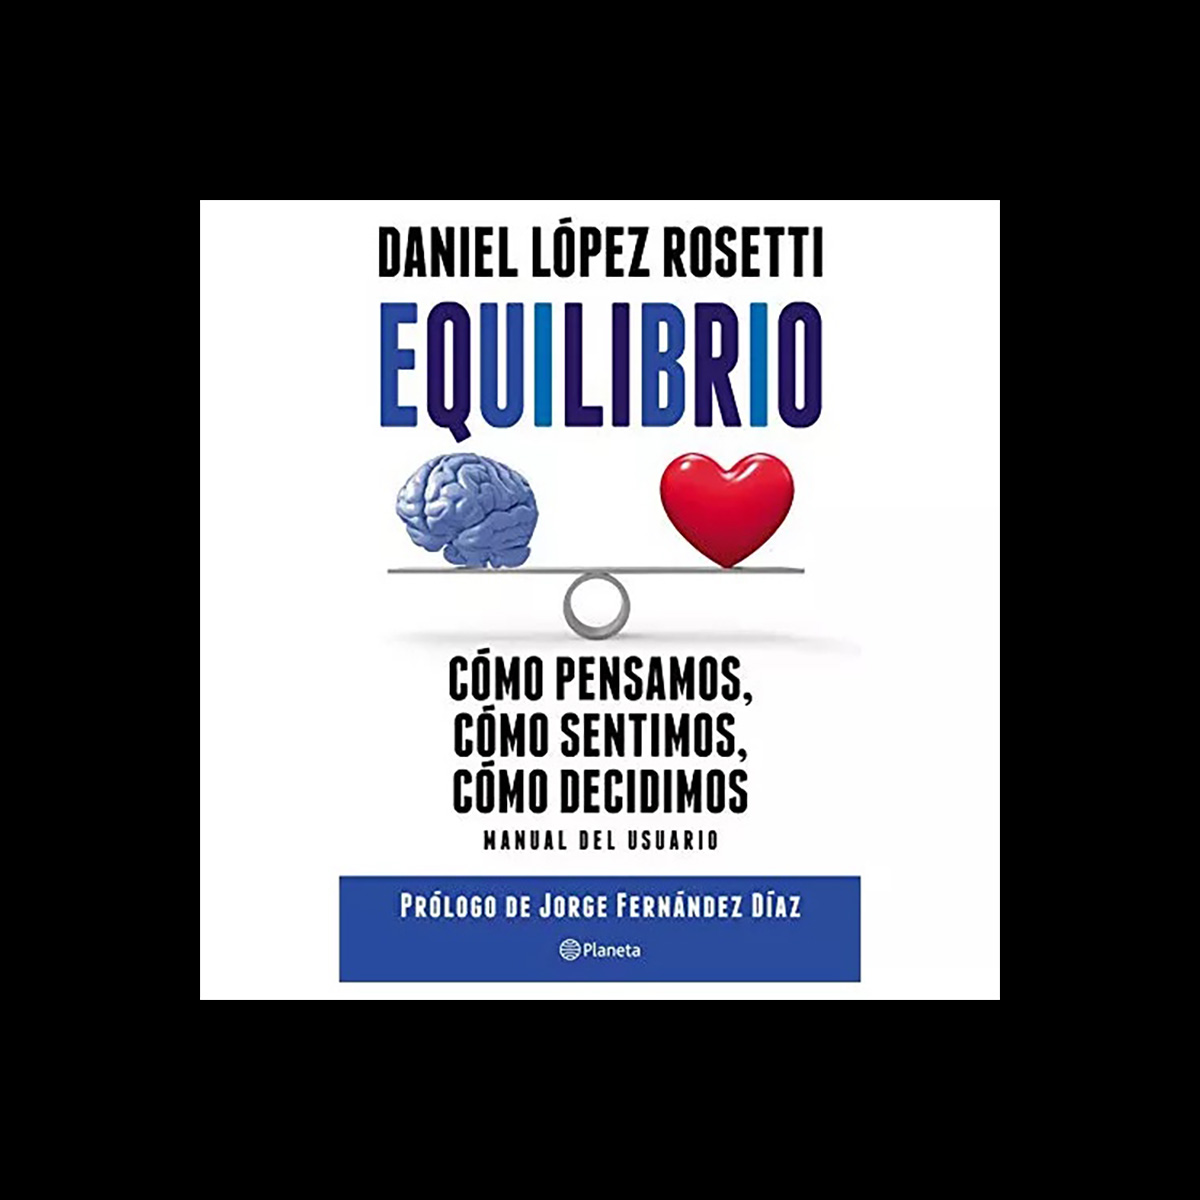 DANIEL LÓPEZ ROSETTI
EQUILIBRIO
CÓMO PENSAMOS,
CÓMO SENTIMOS,
CÓMO DECIDIMOS
MANUAL DEL USUARIO
PRÓLOGO DE JORGE FERNÁNDEZ DÍAZ
Planeta